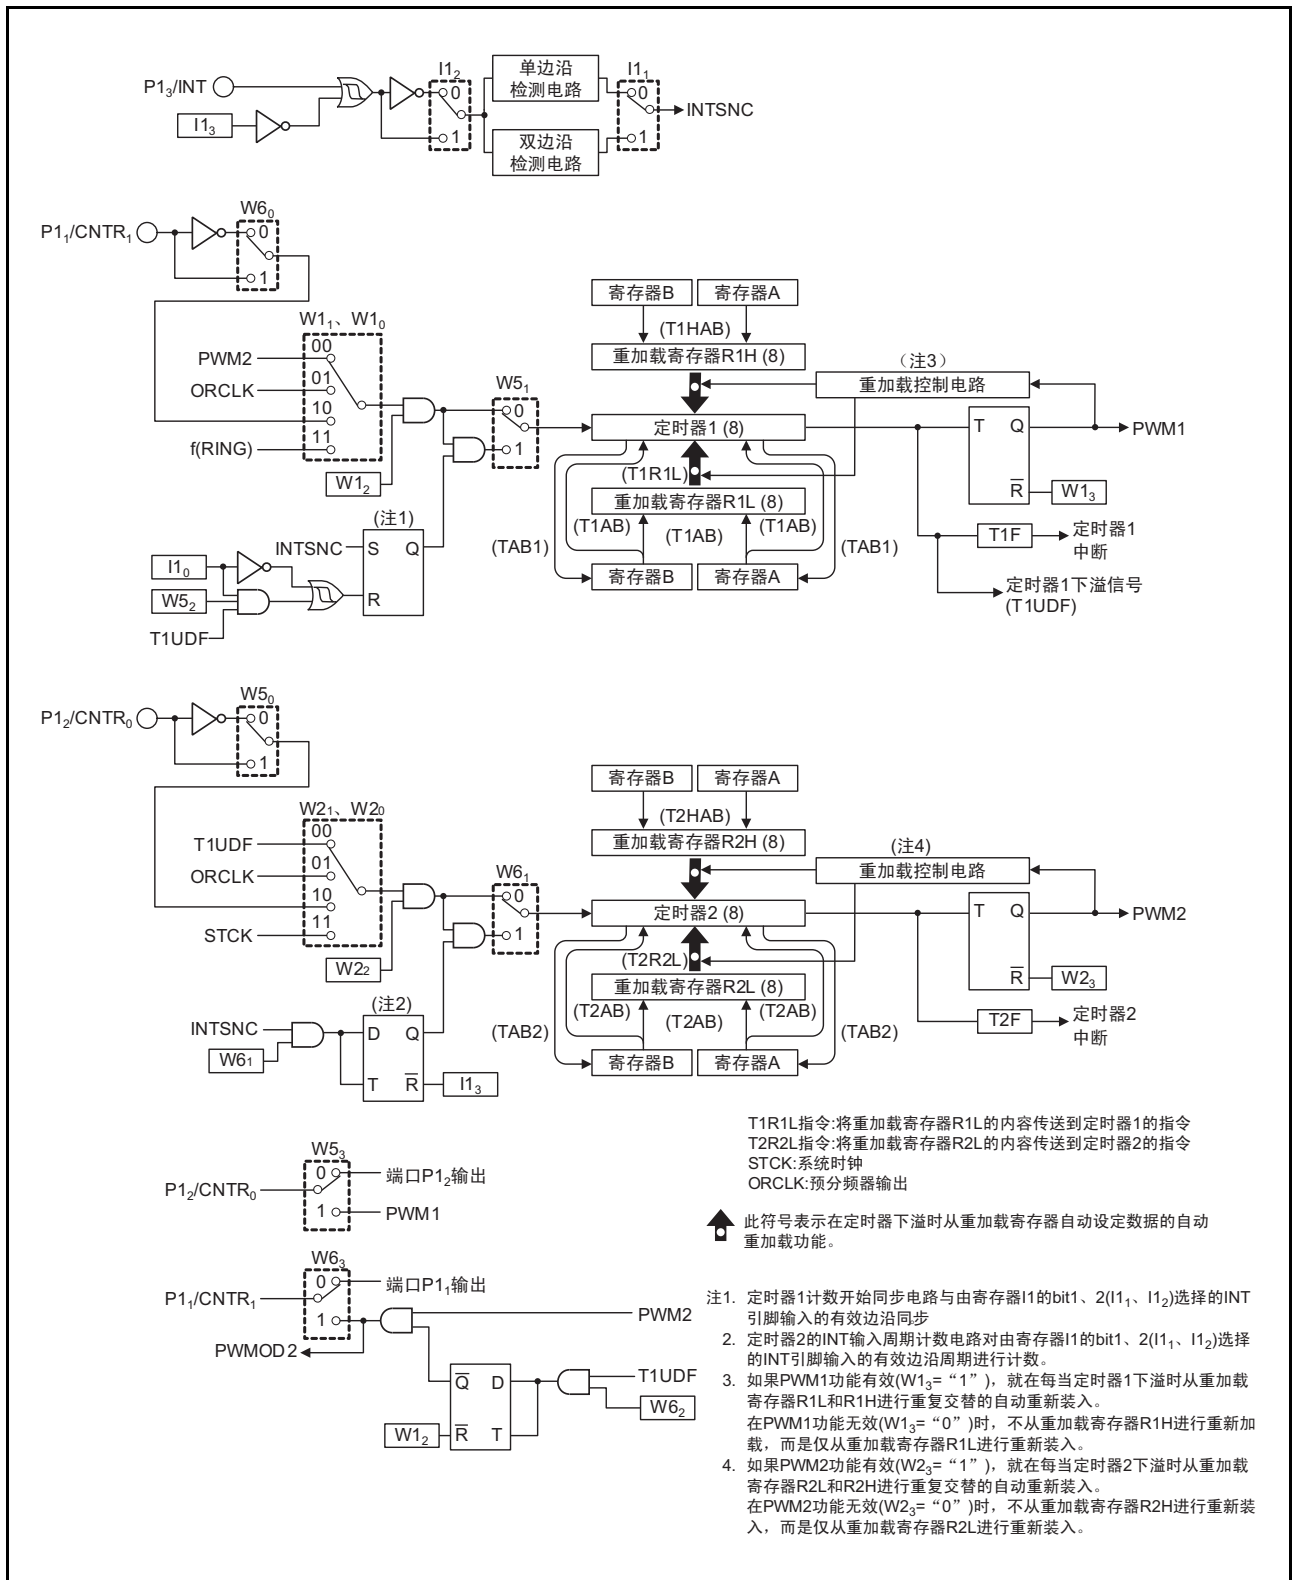 P1₃/INT
I1₃
I1₂
0
1
单边沿
检测电路
双边沿
检测电路
I1₁
0
1
INTSNC
P1₁/CNTR₁
W6₀
0
1
W1₁、W1₀
PWM2
00
ORCLK
01
10
f(RING)
11
W1₂
W5₁
0
1
(注1)
INTSNC
S
Q
R
I1₀
W5₂
T1UDF
寄存器B
寄存器A
(T1HAB)
重加载寄存器R1H (8)
(注3)
重加载控制电路
定时器1 (8)
(T1R1L)
重加载寄存器R1L (8)
(T1AB)
(T1AB)
(T1AB)
(TAB1)
(TAB1)
寄存器B
寄存器A
T
Q
R̅
W1₃
PWM1
T1F
定时器1
中断
定时器1下溢信号
(T1UDF)
P1₂/CNTR₀
W5₀
0
1
W2₁、W2₀
T1UDF
00
ORCLK
01
10
STCK
11
W2₂
W6₁
0
1
(注2)
INTSNC
W6₁
D
Q
T
R̅
I1₃
寄存器B
寄存器A
(T2HAB)
重加载寄存器R2H (8)
(注4)
重加载控制电路
定时器2 (8)
(T2R2L)
重加载寄存器R2L (8)
(T2AB)
(T2AB)
(T2AB)
(TAB2)
(TAB2)
寄存器B
寄存器A
T
Q
R̅
W2₃
PWM2
T2F
定时器2
中断
W5₃
P1₂/CNTR₀
0
端口P1₂输出
1
PWM1
W6₃
P1₁/CNTR₁
0
端口P1₁输出
1
PWMOD2
PWM2
Q̅
D
R̅
T
W1₂
T1UDF
W6₂
T1R1L指令:将重加载寄存器R1L的内容传送到定时器1的指令
T2R2L指令:将重加载寄存器R2L的内容传送到定时器2的指令
STCK:系统时钟
ORCLK:预分频器输出
此符号表示在定时器下溢时从重加载寄存器自动设定数据的自动
重加载功能。
注1. 定时器1计数开始同步电路与由寄存器I1的bit1、2(I1₁、I1₂)选择的INT
引脚输入的有效边沿同步
2. 定时器2的INT输入周期计数电路对由寄存器I1的bit1、2(I1₁、I1₂)选择
的INT引脚输入的有效边沿周期进行计数。
3. 如果PWM1功能有效(W1₃=“1”)，就在每当定时器1下溢时从重加载
寄存器R1L和R1H进行重复交替的自动重新装入。
在PWM1功能无效(W1₃=“0”)时，不从重加载寄存器R1H进行重新加
载，而是仅从重加载寄存器R1L进行重新装入。
4. 如果PWM2功能有效(W2₃=“1”)，就在每当定时器2下溢时从重加载
寄存器R2L和R2H进行重复交替的自动重新装入。
在PWM2功能无效(W2₃=“0”)时，不从重加载寄存器R2H进行重新装
入，而是仅从重加载寄存器R2L进行重新装入。